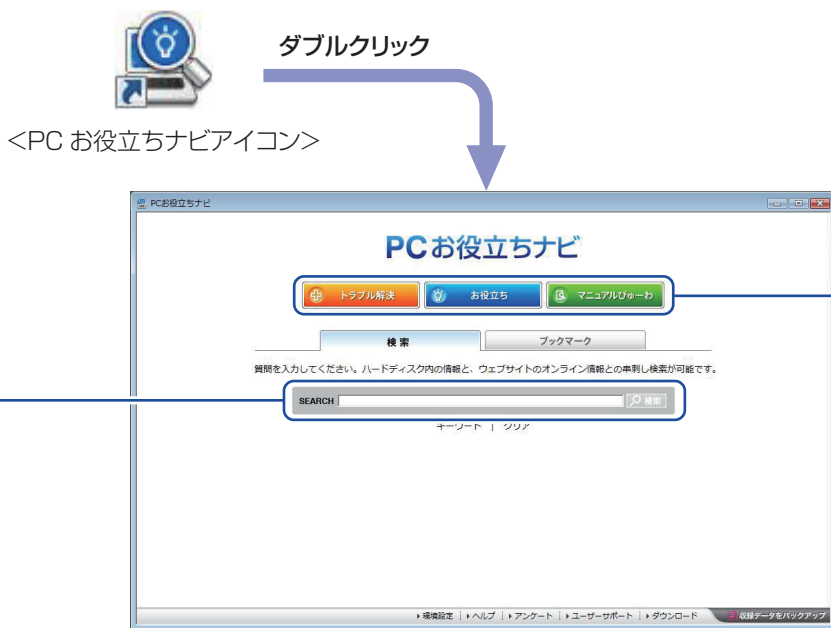 ダブルクリック
＜PC お役立ちナビアイコン＞
PCお役立ちナビ
PCお役立ちナビ
トラブル解決 お役立ち マニュアルびゅーわ
検索 ブックマーク
質問を入力してください。ハードディスク内の情報と、ウェブサイトのオンライン情報との串刺し検索が可能です。
SEARCH 検索
キーワード | クリア
環境設定 ヘルプ アンケート ユーザーサポート ダウンロード 収録データをバックアップ